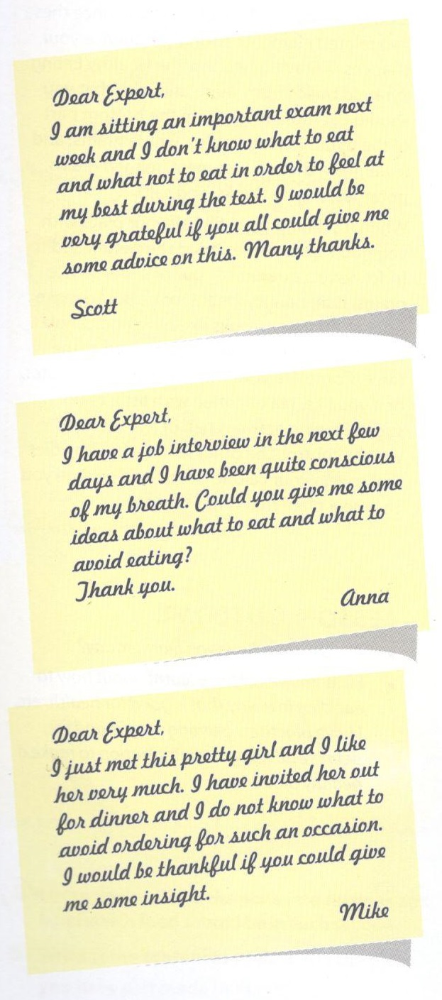 Dear Expert,
I am sitting an important exam next
week and I don't know what to eat
and what not to eat in order to feel at
my best during the test. I would be
very grateful if you all could give me
some advice on this. Many thanks.
Scott
Dear Expert,
I have a job interview in the next few
days and I have been quite conscious
of my breath. Could you give me some
ideas about what to eat and what to
avoid eating?
Thank you.
Anna
Dear Expert,
I just met this pretty girl and I like
her very much. I have invited her out
for dinner and I do not know what to
avoid ordering for such an occasion.
I would be thankful if you could give
me some insight.
Mike